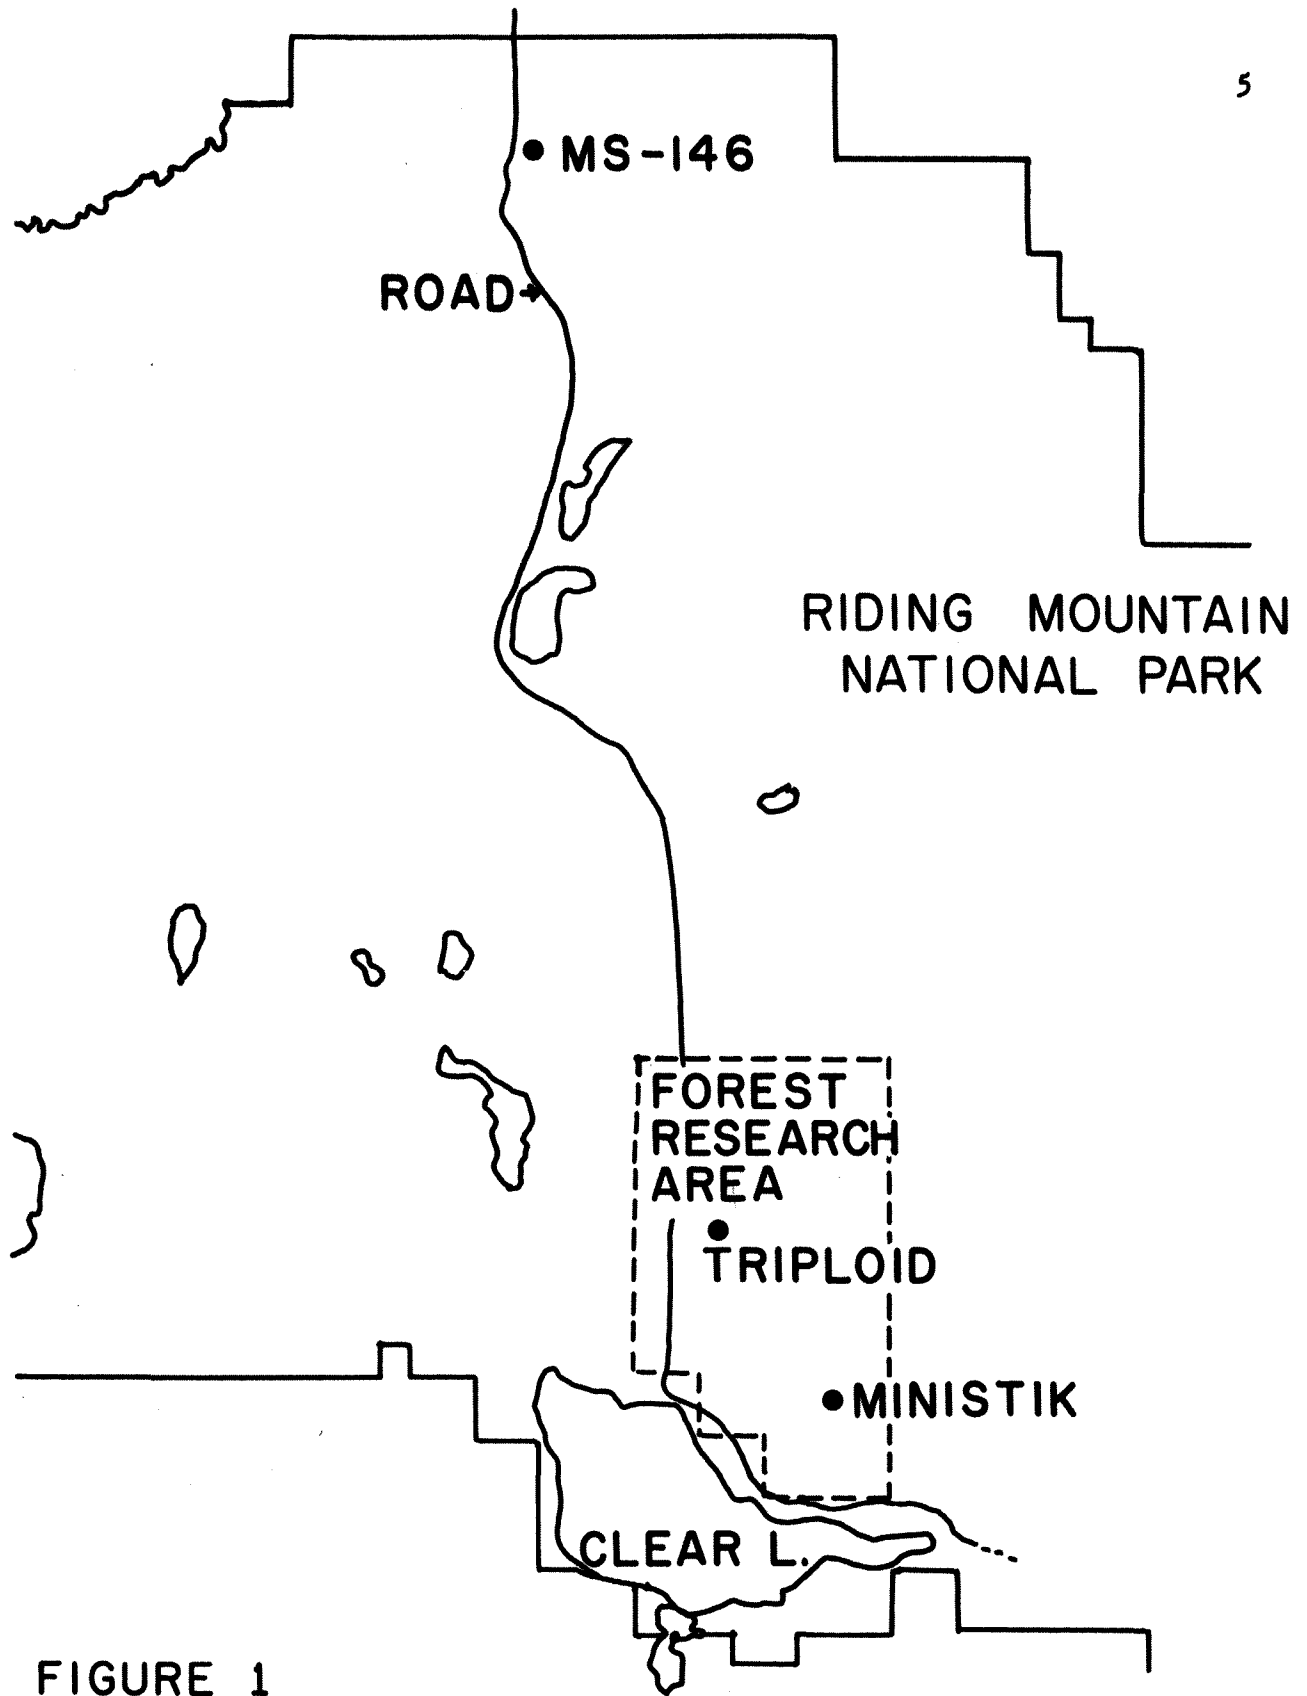 5
MS-146
ROAD
RIDING MOUNTAIN
NATIONAL PARK
FOREST
RESEARCH
AREA
TRIPLOID
MINISTIK
CLEAR L.
FIGURE 1